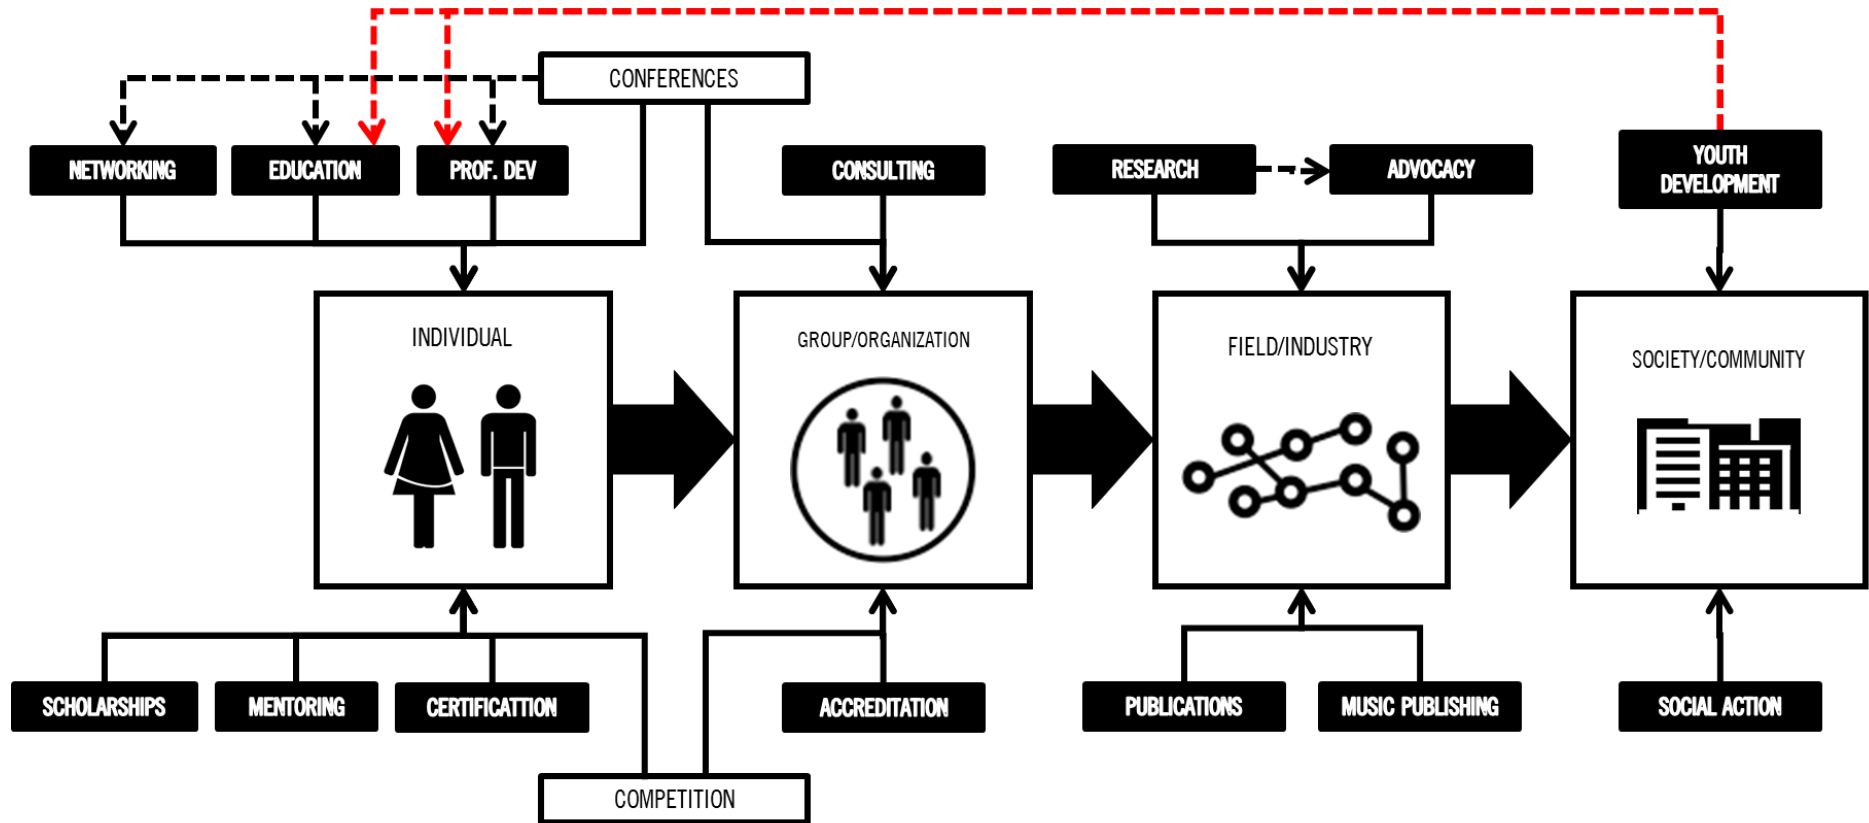 CONFERENCES
NETWORKING
EDUCATION
PROF. DEV
CONSULTING
RESEARCH
ADVOCACY
YOUTH
DEVELOPMENT
INDIVIDUAL
GROUP/ORGANIZATION
FIELD/INDUSTRY
SOCIETY/COMMUNITY
SCHOLARSHIPS
MENTORING
CERTIFICATTION
ACCREDITATION
PUBLICATIONS
MUSIC PUBLISHING
SOCIAL ACTION
COMPETITION